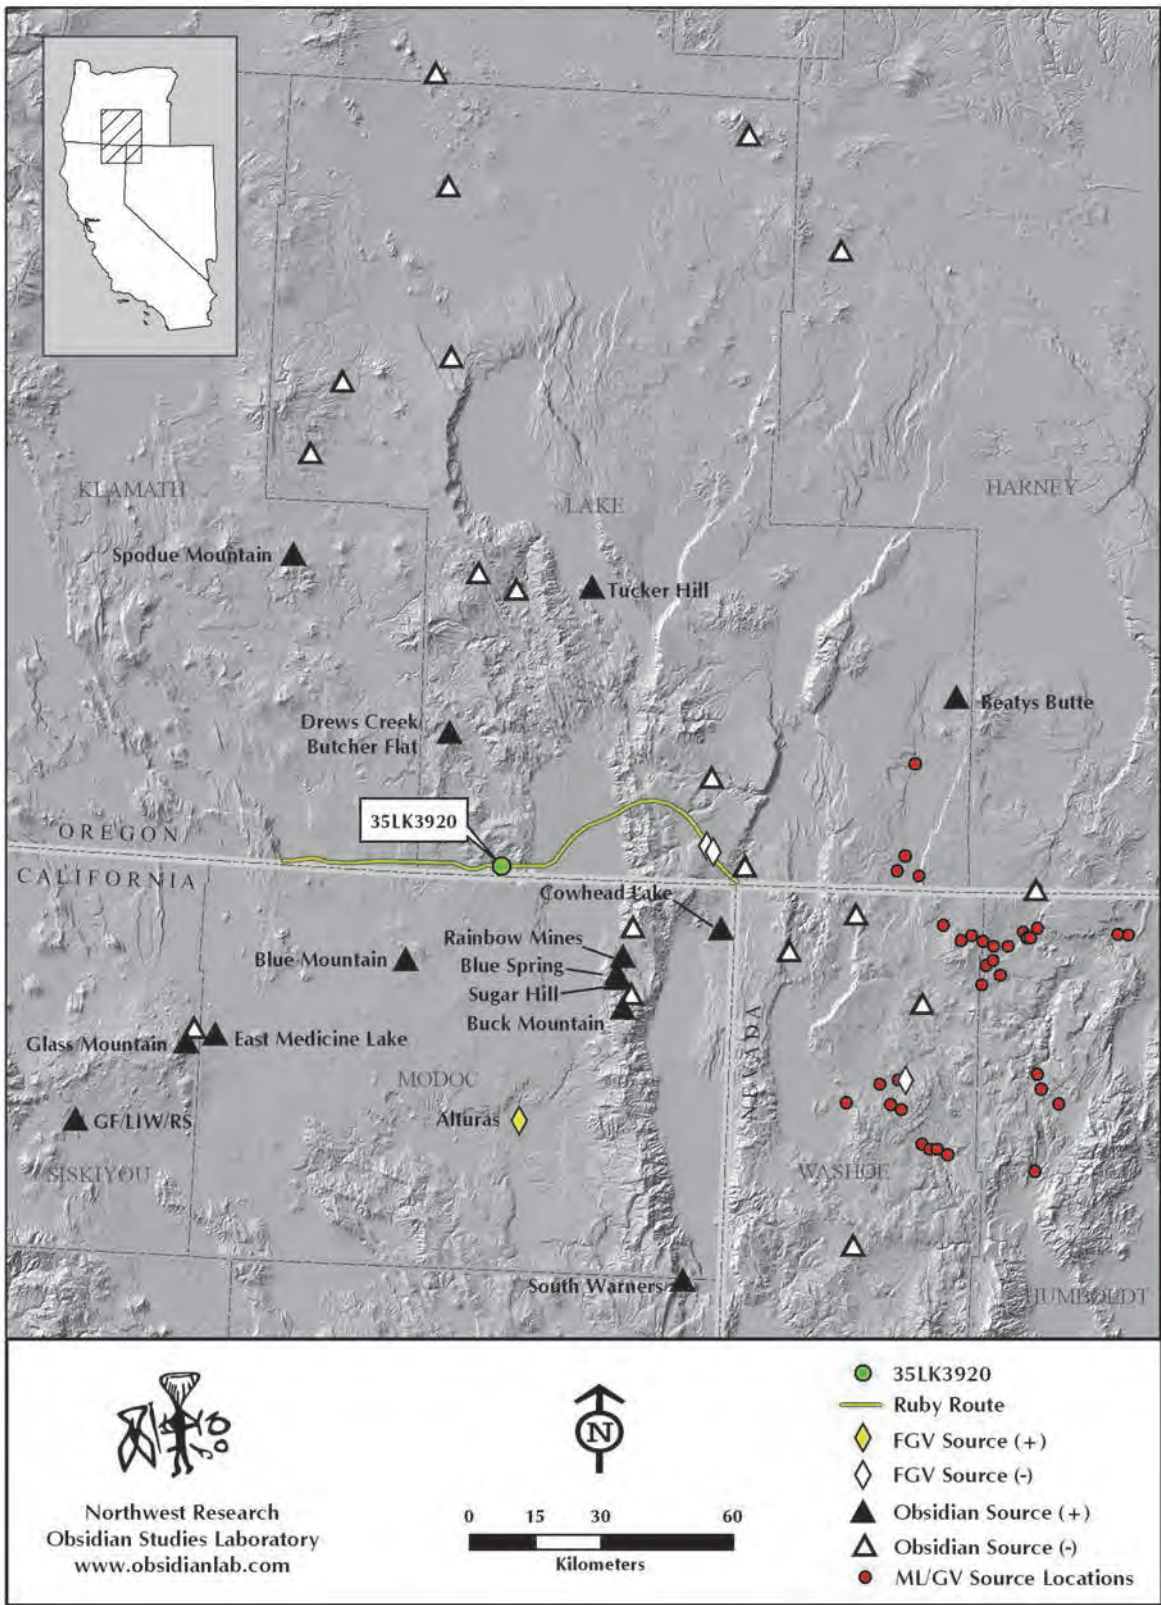 KLAMATH
LAKE
HARNEY
Spodue Mountain
Tucker Hill
Beatys Butte
Drews Creek
Butcher Flat
35LK3920
OREGON
CALIFORNIA
Cowhead Lake
Rainbow Mines
Blue Spring
Sugar Hill
Buck Mountain
Blue Mountain
East Medicine Lake
Glass Mountain
NEVADA
MODOC
Alturas
GF/LIW/RS
SISKIYOU
WASHOE
South Warners
HUMBOLDT
Northwest Research
Obsidian Studies Laboratory
www.obsidianlab.com
N
0 15 30 60
Kilometers
35LK3920
Ruby Route
FGV Source (+)
FGV Source (-)
Obsidian Source (+)
Obsidian Source (-)
ML/GV Source Locations